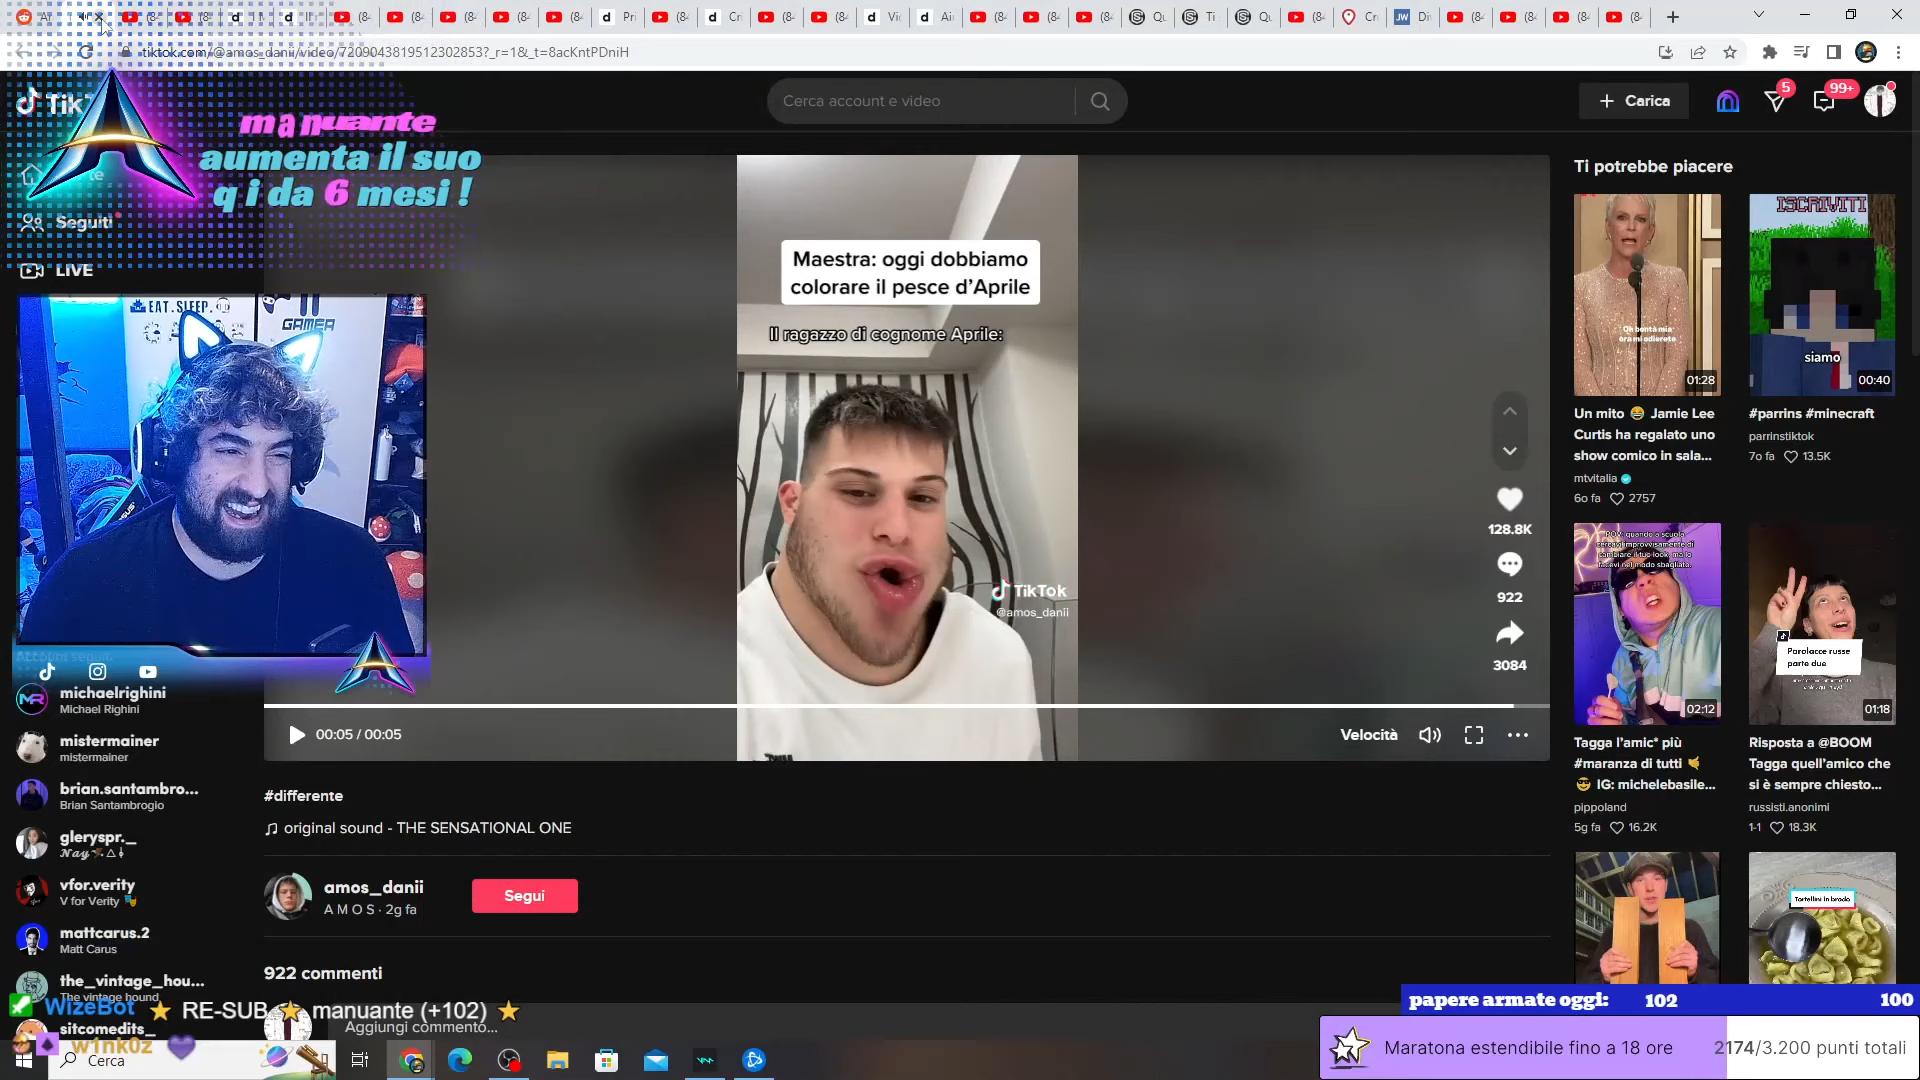 tiktok.com/@amos_danii/video/7209043819512302853?_r=1&_t=8acKntPDniH
Cerca account e video
Carica
5
99+
manuante
aumenta il suo
q i da 6 mesi !
Seguiti
LIVE
EAT.SLEEP.
GAMER
Maestra: oggi dobbiamo
colorare il pesce d’Aprile
Il ragazzo di cognome Aprile:
TikTok
@amos_danii
128.8K
922
3084
00:05 / 00:05
Velocità
#differente
original sound - THE SENSATIONAL ONE
amos_danii
A M O S · 2g fa
Segui
922 commenti
Aggiungi commento...
michaelrighini
Michael Righini
mistermainer
mistermainer
brian.santambro...
Brian Santambrogio
gleryspr._
vfor.verity
V for Verity
mattcarus.2
Matt Carus
the_vintage_hou...
The vintage hound
sitcomedits_
WizeBot ⭐ RE-SUB ⭐ manuante (+102) ⭐
w1nk0z
Cerca
Ti potrebbe piacere
01:28
Un mito 😂 Jamie Lee
Curtis ha regalato uno
show comico in sala...
mtvitalia
6o fa 2757
ISCRIVITI
siamo
00:40
#parrins #minecraft
parrinstiktok
7o fa 13.5K
02:12
Tagga l’amic* più
#maranza di tutti 🤙
😎 IG: michelebasile...
pippoland
5g fa 16.2K
Parolacce russe
parte due
01:18
Risposta a @BOOM
Tagga quell’amico che
si è sempre chiesto...
russisti.anonimi
1-1 18.3K
Tortellini in brodo
papere armate oggi: 102 100
Maratona estendibile fino a 18 ore 2174/3.200 punti totali